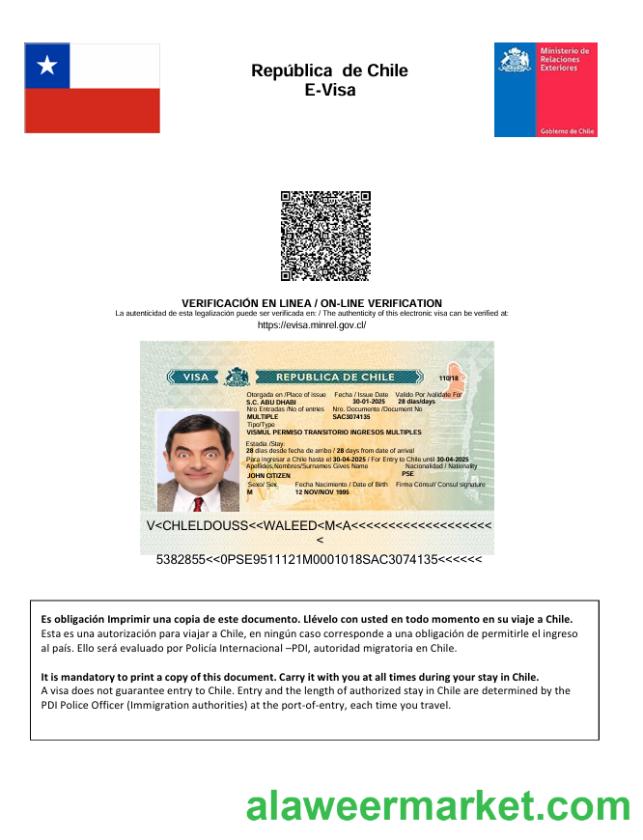 República de Chile
E-Visa
Ministerio de
Relaciones
Exteriores
Gobierno de Chile
VERIFICACIÓN EN LINEA / ON-LINE VERIFICATION
La autenticidad de esta legalización puede ser verificada en: / The authenticity of this electronic visa can be verified at:
https://evisa.minrel.gov.cl/
VISA REPUBLICA DE CHILE 110/18
Otorgada en /Place of issue Fecha / Issue Date Valido Por /Validate For
S.C. ABU DHABI 30-01-2025 28 dias/days
Nro Entradas /No of entries Nro. Documento /Document No
MULTIPLE SAC3074135
Tipo/Type
VISMUL PERMISO TRANSITORIO INGRESOS MULTIPLES
Estadia /Stay:
28 dias desde fecha de arribo / 28 days from date of arrival
Para ingresar a Chile hasta el 30-04-2025 / For Entry to Chile until 30-04-2025
Apellidos,Nombres/Surnames Gives Name Nacionalidad / Nationality
JOHN CITIZEN PSE
Sexo/ Sex Fecha Nacimiento / Date of Birth Firma Cónsul/ Consul signature
M 12 NOV/NOV 1995
V<CHLELDOUSS<<WALEED<M<A<<<<<<<<<<<<<<<<<<<
<
5382855<<0PSE9511121M0001018SAC3074135<<<<<<
Es obligación Imprimir una copia de este documento. Llévelo con usted en todo momento en su viaje a Chile.
Esta es una autorización para viajar a Chile, en ningún caso corresponde a una obligación de permitirle el ingreso
al país. Ello será evaluado por Policía Internacional –PDI, autoridad migratoria en Chile.
It is mandatory to print a copy of this document. Carry it with you at all times during your stay in Chile.
A visa does not guarantee entry to Chile. Entry and the length of authorized stay in Chile are determined by the
PDI Police Officer (Immigration authorities) at the port-of-entry, each time you travel.
alaweermarket.com